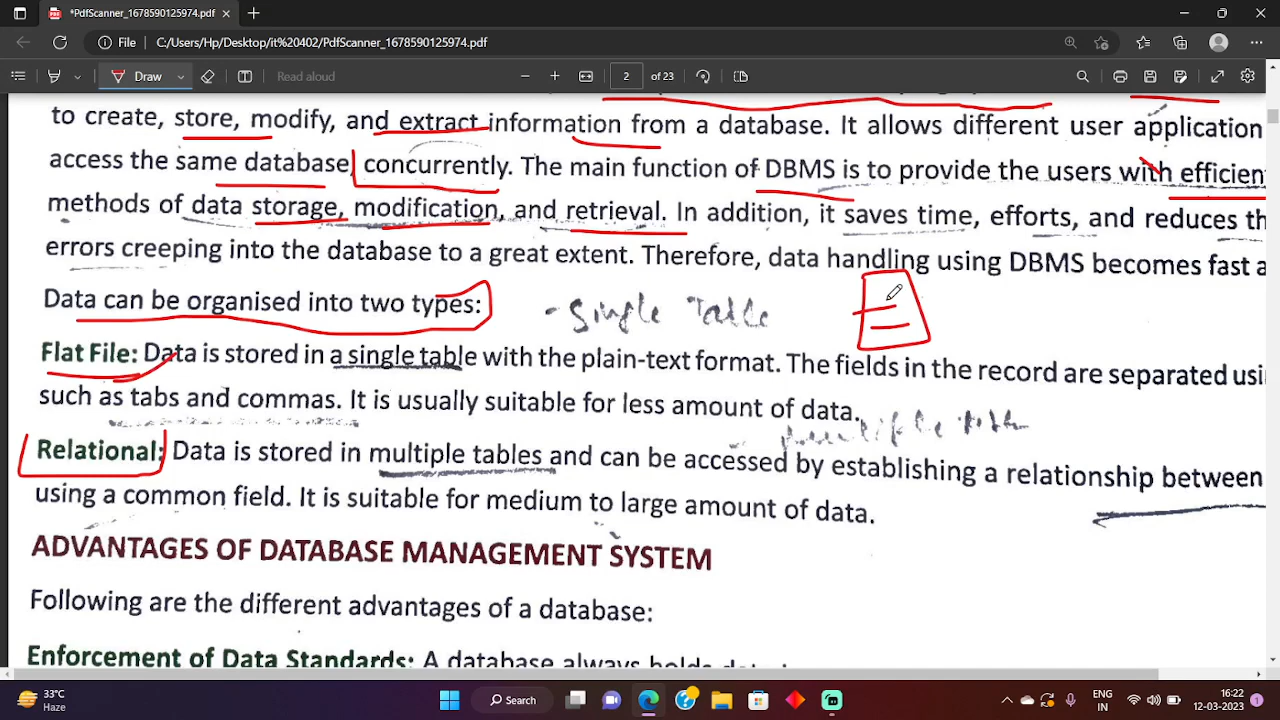 *PdfScanner_1678590125974.pdf
File C:/Users/Hp/Desktop/it%20402/PdfScanner_1678590125974.pdf
Draw Read aloud 2 of 23
to create, store, modify, and extract information from a database. It allows different user application
access the same database concurrently. The main function of DBMS is to provide the users with efficien
methods of data storage, modification, and retrieval. In addition, it saves time, efforts, and reduces th
errors creeping into the database to a great extent. Therefore, data handling using DBMS becomes fast a
Data can be organised into two types:
- Single Table
Flat File: Data is stored in a single table with the plain-text format. The fields in the record are separated usi
such as tabs and commas. It is usually suitable for less amount of data.
Relational: Data is stored in multiple tables and can be accessed by establishing a relationship between
using a common field. It is suitable for medium to large amount of data.
ADVANTAGES OF DATABASE MANAGEMENT SYSTEM
Following are the different advantages of a database:
Enforcement of Data Standards: A database always holds
33°C
Haze
Search
ENG
IN
16:22
12-03-2023
1